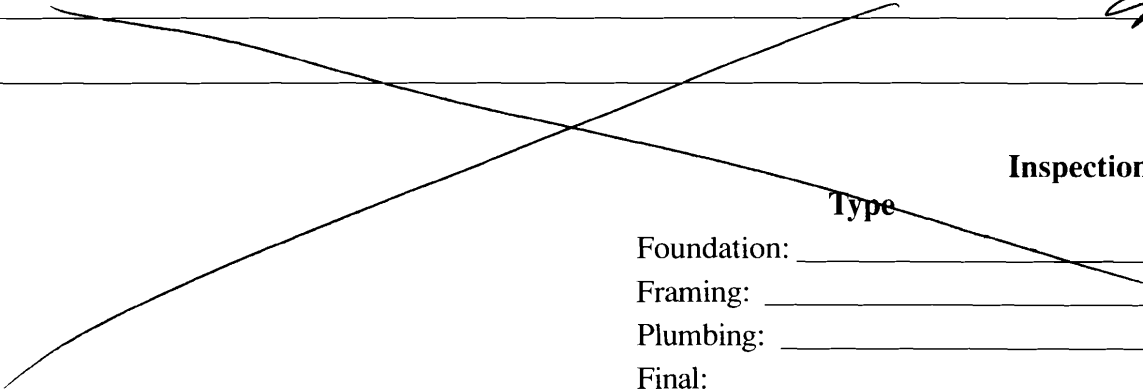 Inspection
Type
Foundation:
Framing:
Plumbing:
Final: